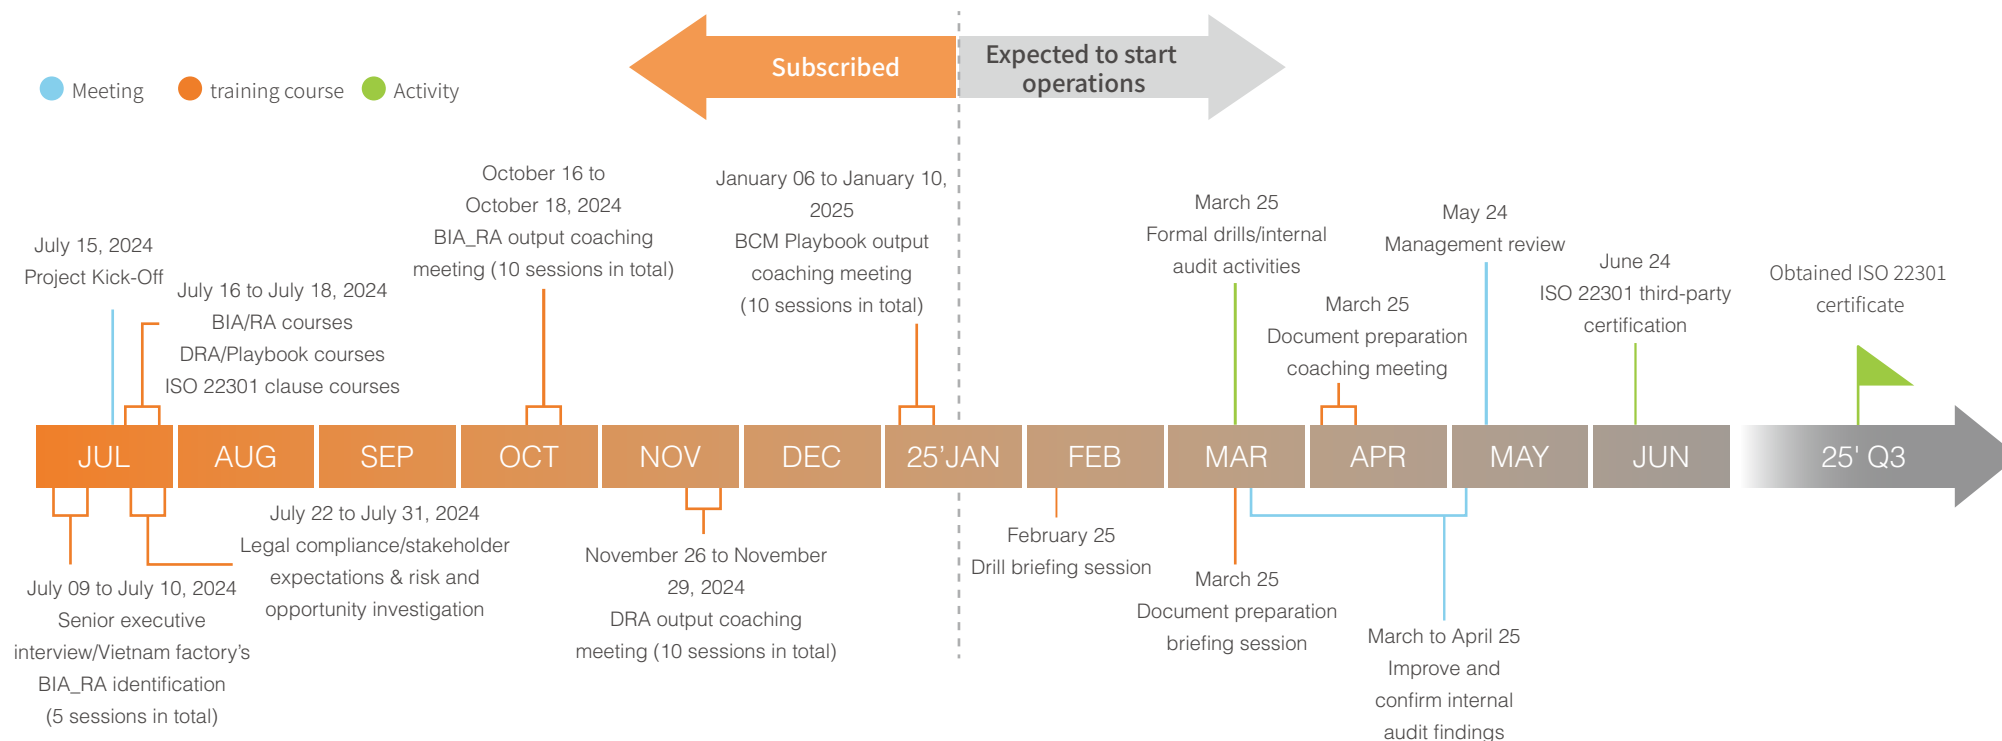 Subscribed
Expected to start
operations
Meeting
training course
Activity
July 15, 2024
Project Kick-Off
July 16 to July 18, 2024
BIA/RA courses
DRA/Playbook courses
ISO 22301 clause courses
October 16 to
October 18, 2024
BIA_RA output coaching
meeting (10 sessions in total)
January 06 to January 10,
2025
BCM Playbook output
coaching meeting
(10 sessions in total)
March 25
Formal drills/internal
audit activities
March 25
Document preparation
coaching meeting
May 24
Management review
June 24
ISO 22301 third-party
certification
Obtained ISO 22301
certificate
JUL
AUG
SEP
OCT
NOV
DEC
25'JAN
FEB
MAR
APR
MAY
JUN
25' Q3
July 09 to July 10, 2024
Senior executive
interview/Vietnam factory's
BIA_RA identification
(5 sessions in total)
July 22 to July 31, 2024
Legal compliance/stakeholder
expectations & risk and
opportunity investigation
November 26 to November
29, 2024
DRA output coaching
meeting (10 sessions in total)
February 25
Drill briefing session
March 25
Document preparation
briefing session
March to April 25
Improve and
confirm internal
audit findings